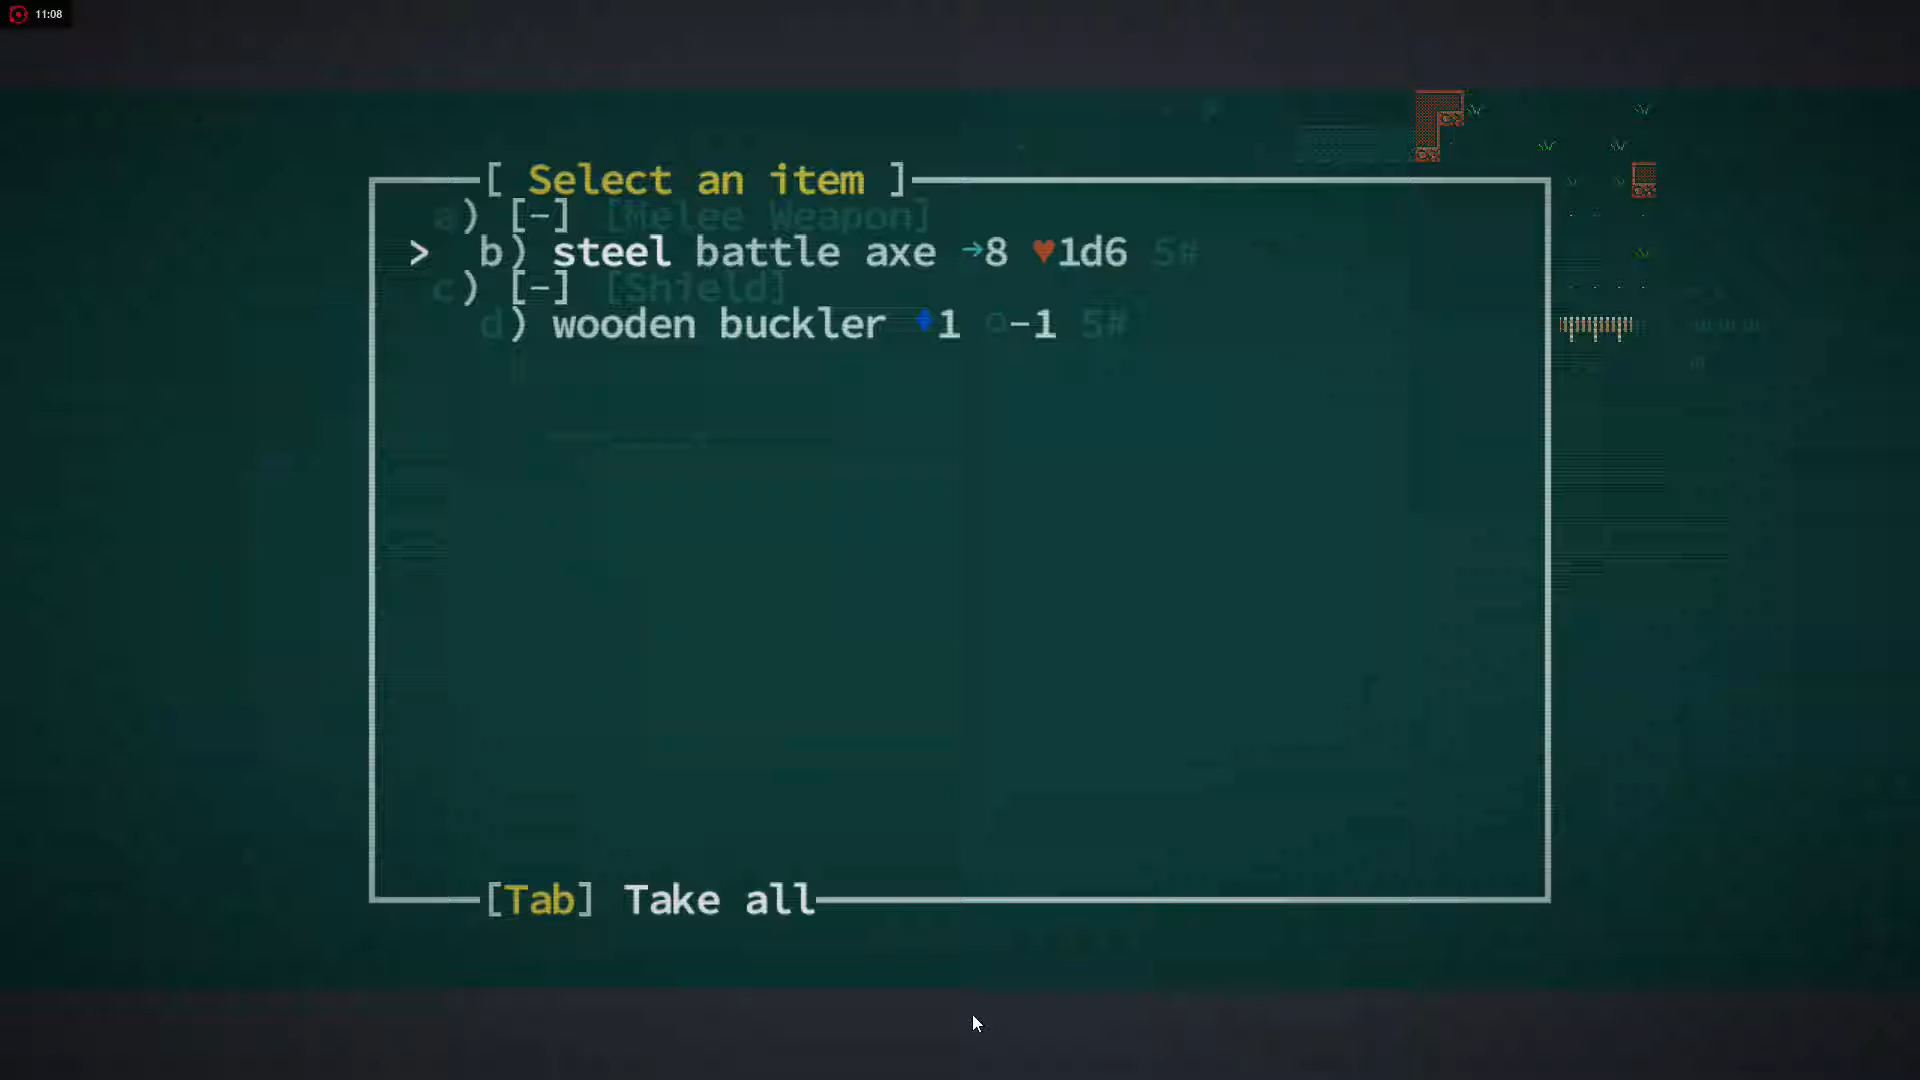 11:08
[ Select an item ]
a) [-] [Melee Weapon]
> b) steel battle axe →8 ♥1d6 5#
c) [-] [Shield]
d) wooden buckler ♦1 ○-1 5#
[Tab] Take all